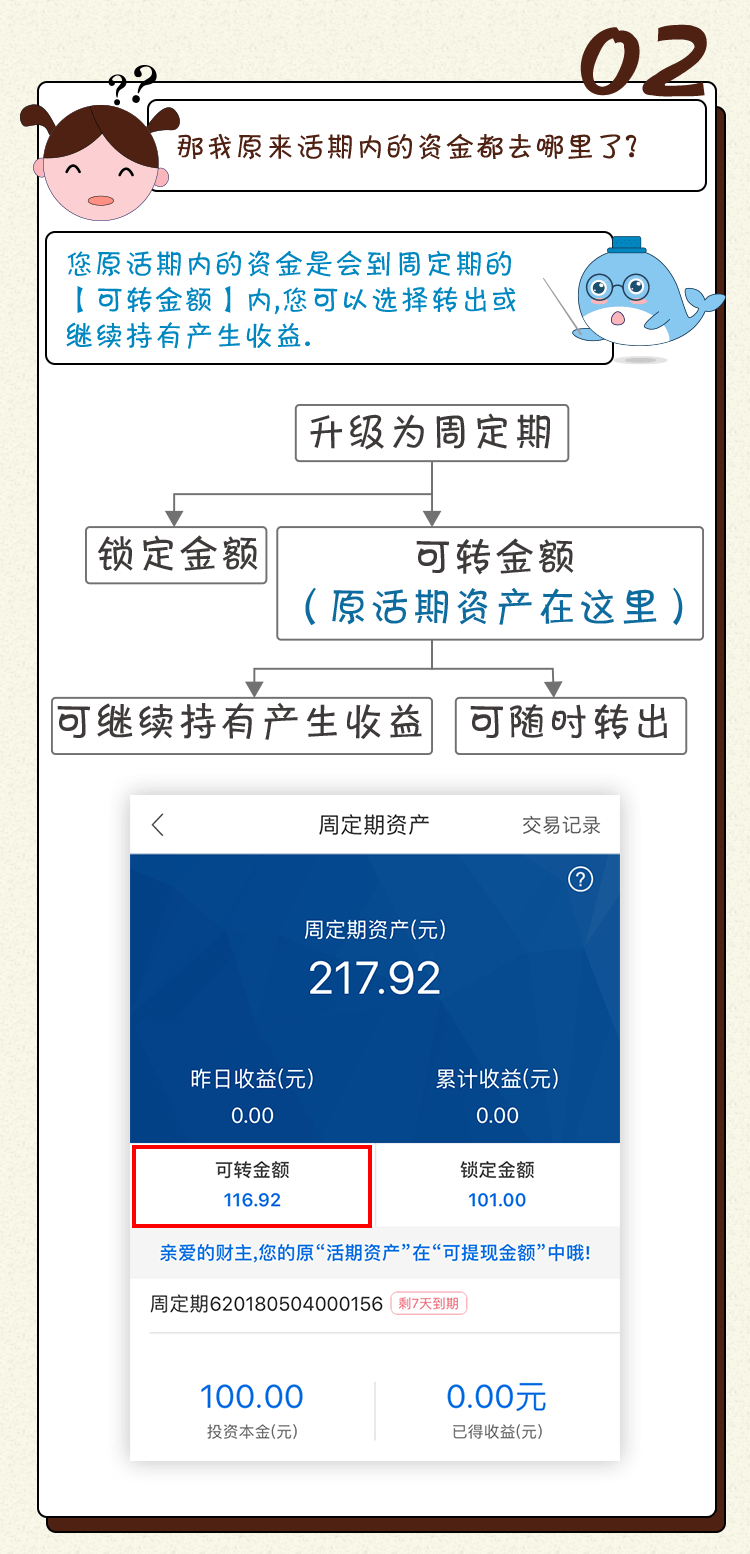 02
??
那我原来活期内的资金都去哪里了?
您原活期内的资金是会到周定期的
【可转金额】内,您可以选择转出或
继续持有产生收益.
升级为周定期
锁定金额
可转金额
(原活期资产在这里)
可继续持有产生收益
可随时转出
周定期资产
交易记录
?
周定期资产(元)
217.92
昨日收益(元)
累计收益(元)
0.00
0.00
可转金额
锁定金额
116.92
101.00
亲爱的财主,您的原“活期资产”在“可提现金额”中哦!
周定期620180504000156 剩7天到期
100.00
0.00元
投资本金(元)
已得收益(元)